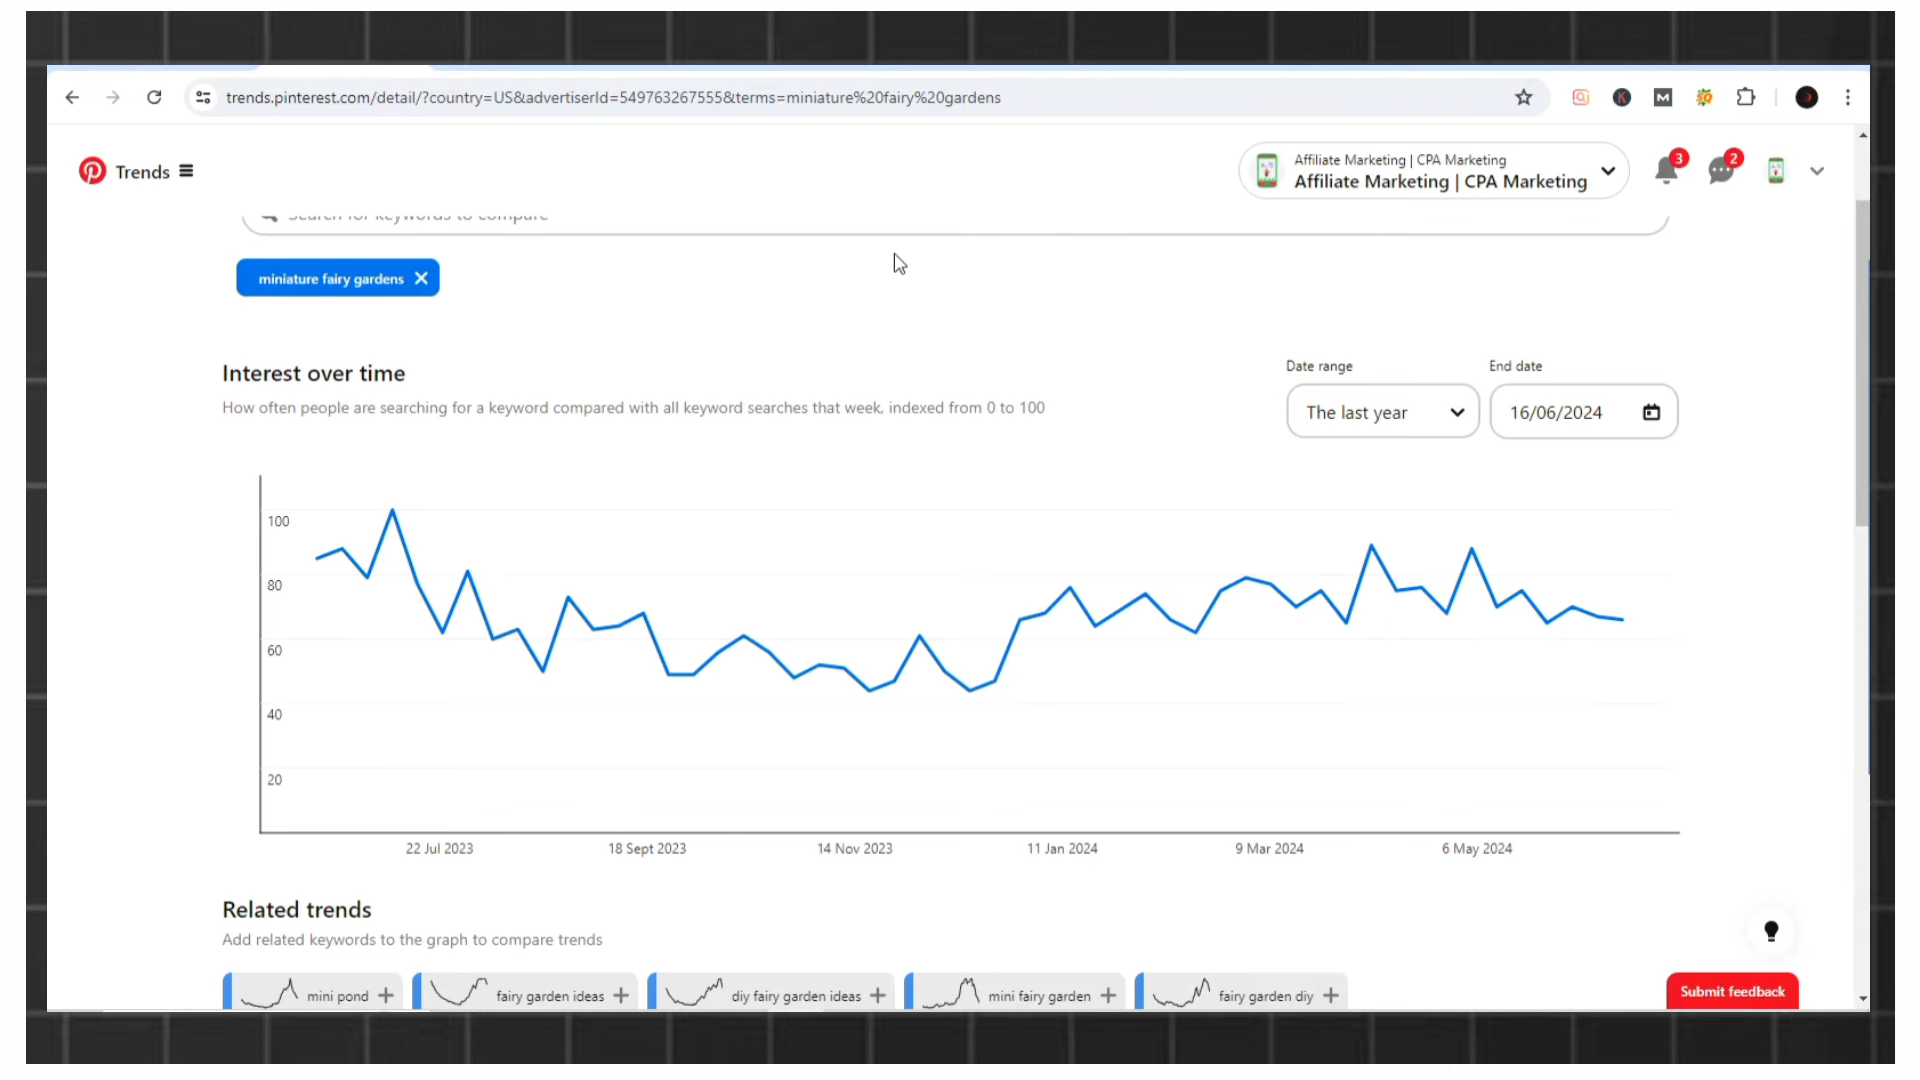 trends.pinterest.com/detail/?country=US&advertiserId=549763267555&terms=miniature%20fairy%20gardens
Trends
Affiliate Marketing | CPA Marketing
Affiliate Marketing | CPA Marketing
3
2
Search for keywords to compare
miniature fairy gardens
Interest over time
How often people are searching for a keyword compared with all keyword searches that week, indexed from 0 to 100
Date range
The last year
End date
16/06/2024
100
80
60
40
20
22 Jul 2023
18 Sept 2023
14 Nov 2023
11 Jan 2024
9 Mar 2024
6 May 2024
Related trends
Add related keywords to the graph to compare trends
mini pond
fairy garden ideas
diy fairy garden ideas
mini fairy garden
fairy garden diy
Submit feedback